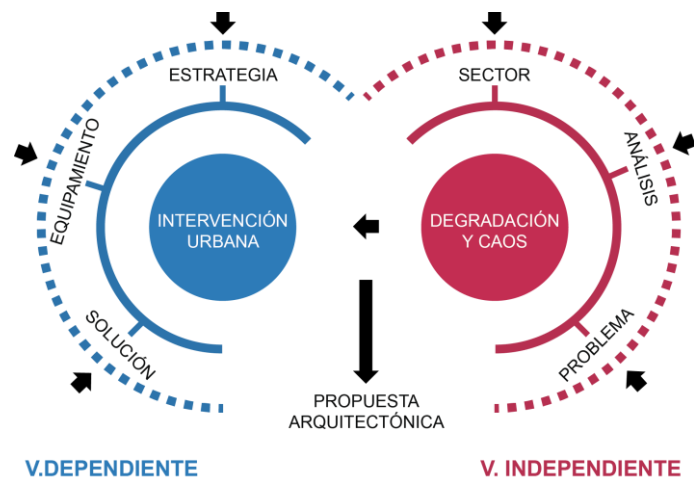 ESTRATEGIA
EQUIPAMIENTO
SOLUCIÓN
INTERVENCIÓN
URBANA
SECTOR
ANÁLISIS
PROBLEMA
DEGRADACIÓN
Y CAOS
PROPUESTA
ARQUITECTÓNICA
V.DEPENDIENTE
V. INDEPENDIENTE